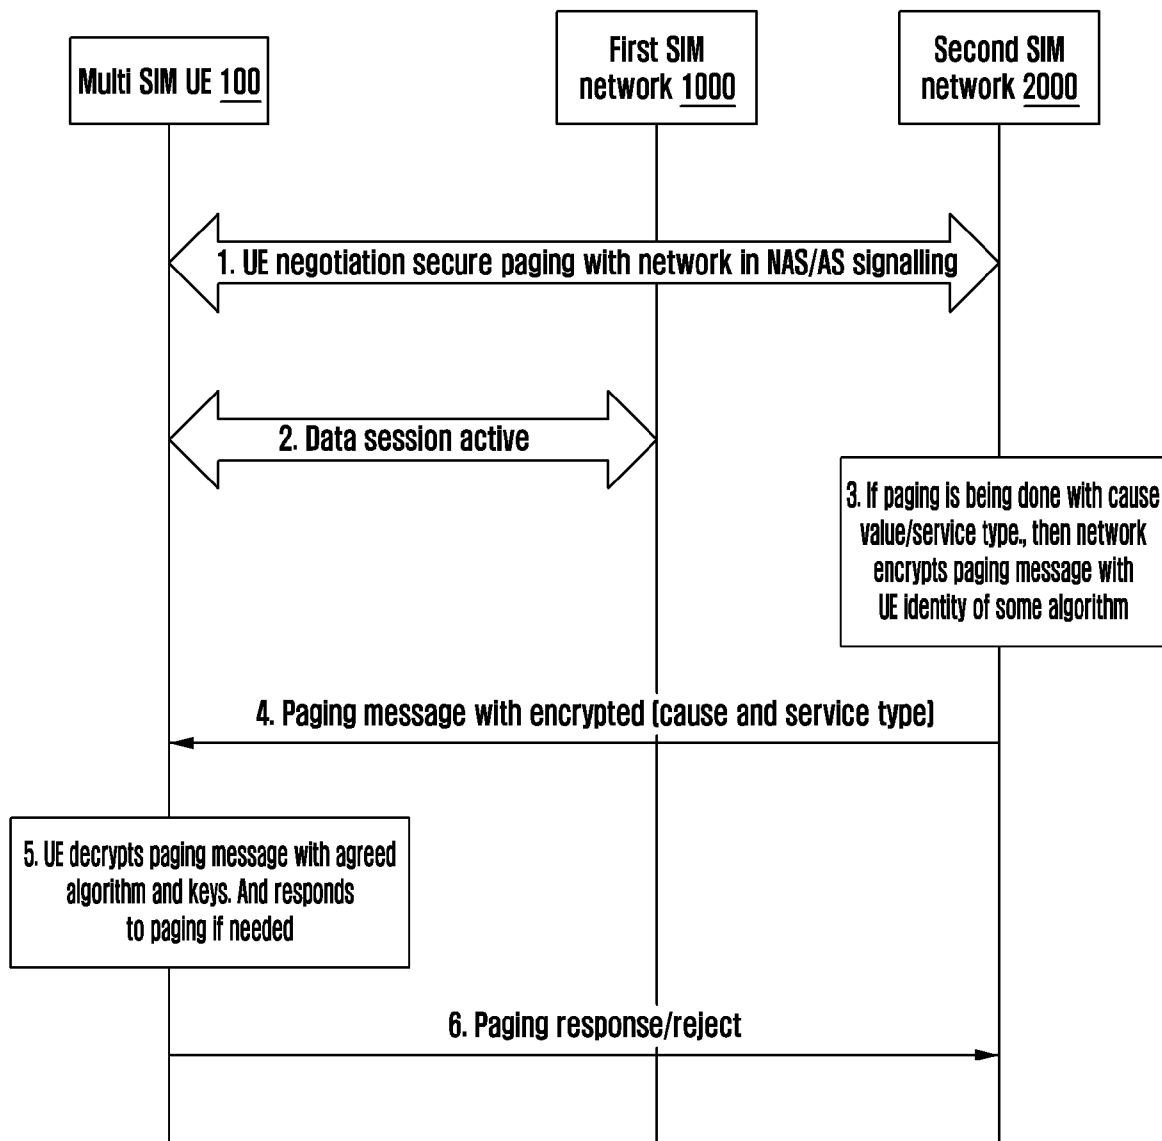 Multi SIM UE 100
First SIM
network 1000
Second SIM
network 2000
1. UE negotiation secure paging with network in NAS/AS signalling
2. Data session active
3. If paging is being done with cause
value/service type., then network
encrypts paging message with
UE identity of some algorithm
4. Paging message with encrypted (cause and service type)
5. UE decrypts paging message with agreed
algorithm and keys. And responds
to paging if needed
6. Paging response/reject